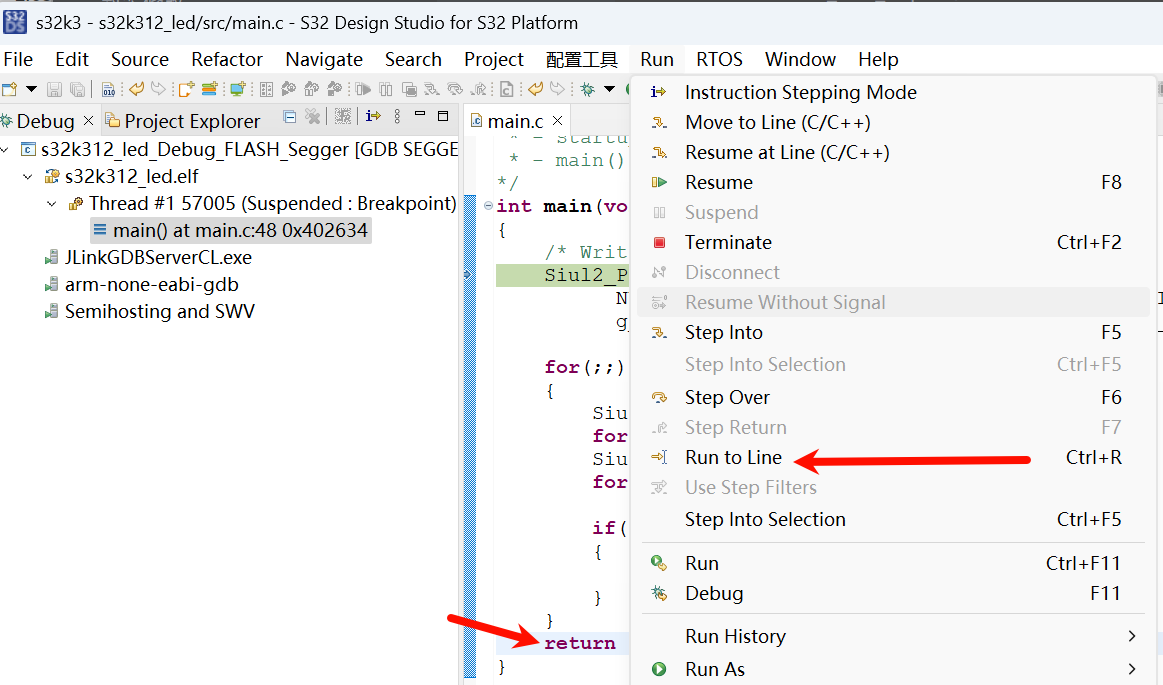 s32k3 - s32k312_led/src/main.c - S32 Design Studio for S32 Platform
File Edit Source Refactor Navigate Search Project 配置工具 Run RTOS Window Help
Debug Project Explorer
s32k312_led_Debug_FLASH_Segger [GDB SEGGE
s32k312_led.elf
Thread #1 57005 (Suspended : Breakpoint)
main() at main.c:48 0x402634
JLinkGDBServerCL.exe
arm-none-eabi-gdb
Semihosting and SWV
main.c
* - Startu
* - main()
*/
int main(vo
{
/* Writ
Siul2_P
N
g
for(;;)
{
Siu
for
Siu
for
if(
{
}
}
return
}
Instruction Stepping Mode
Move to Line (C/C++)
Resume at Line (C/C++)
Resume F8
Suspend
Terminate Ctrl+F2
Disconnect
Resume Without Signal
Step Into F5
Step Into Selection Ctrl+F5
Step Over F6
Step Return F7
Run to Line Ctrl+R
Use Step Filters
Step Into Selection Ctrl+F5
Run Ctrl+F11
Debug F11
Run History
Run As